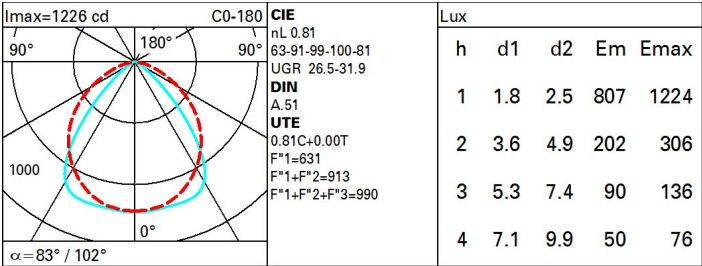 Imax=1226 cd C0-180
90° 180° 90°
1000
0°
α=83° / 102°
CIE
nL 0.81
63-91-99-100-81
UGR 26.5-31.9
DIN
A.51
UTE
0.81C+0.00T
F"1=631
F"1+F"2=913
F"1+F"2+F"3=990
Lux
h d1 d2 Em Emax
1 1.8 2.5 807 1224
2 3.6 4.9 202 306
3 5.3 7.4 90 136
4 7.1 9.9 50 76